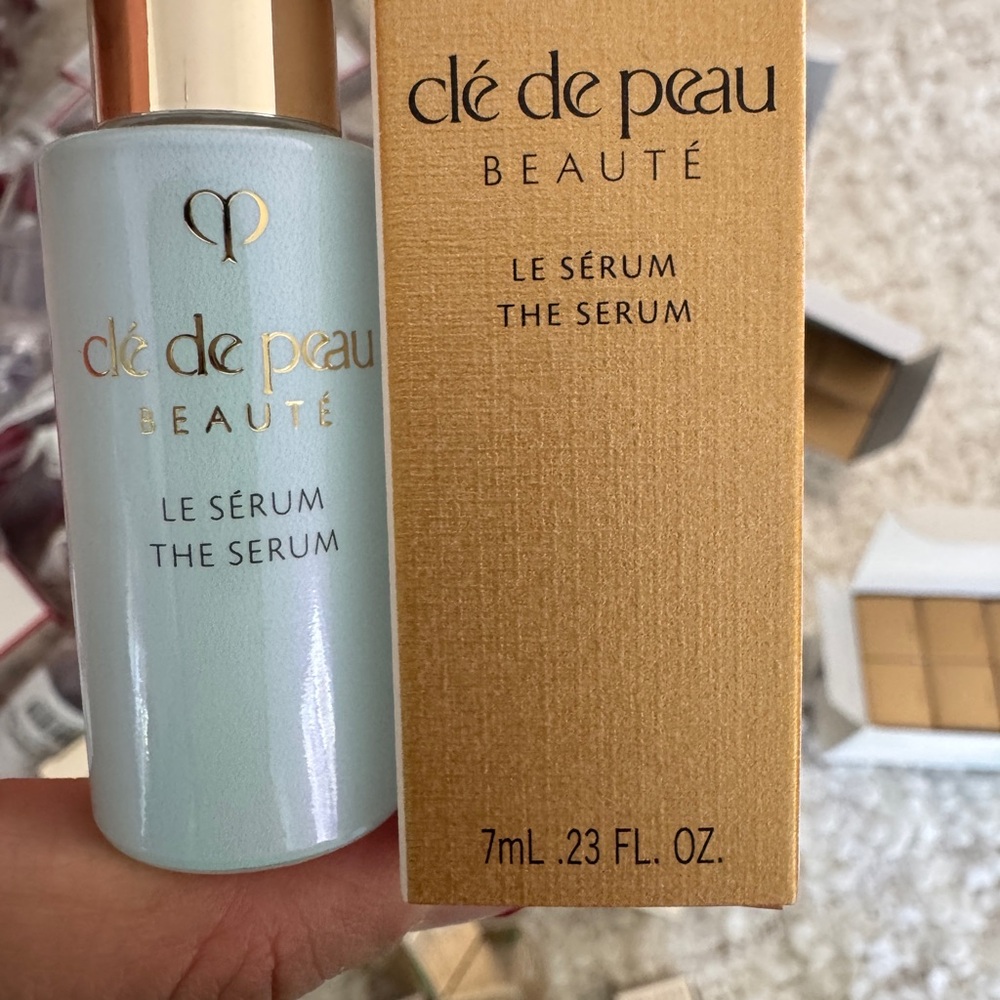 clé de peau
BEAUTÉ
LE SÉRUM
THE SERUM
clé de peau
BEAUTÉ
LE SÉRUM
THE SERUM
7mL .23 FL. OZ.